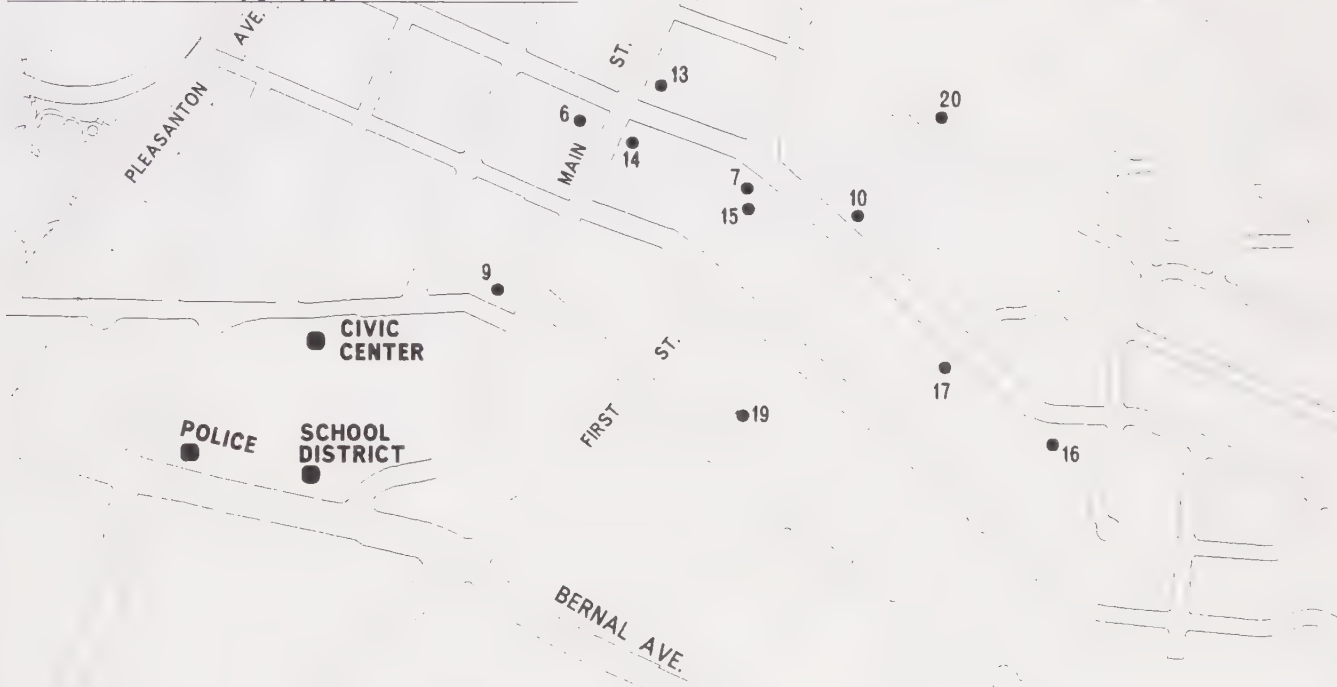 AVE.
PLEASANTON
ST.
MAIN
13
6
14
20
7
15
10
9
CIVIC
CENTER
ST.
FIRST
17
19
16
POLICE
SCHOOL
DISTRICT
BERNAL AVE.